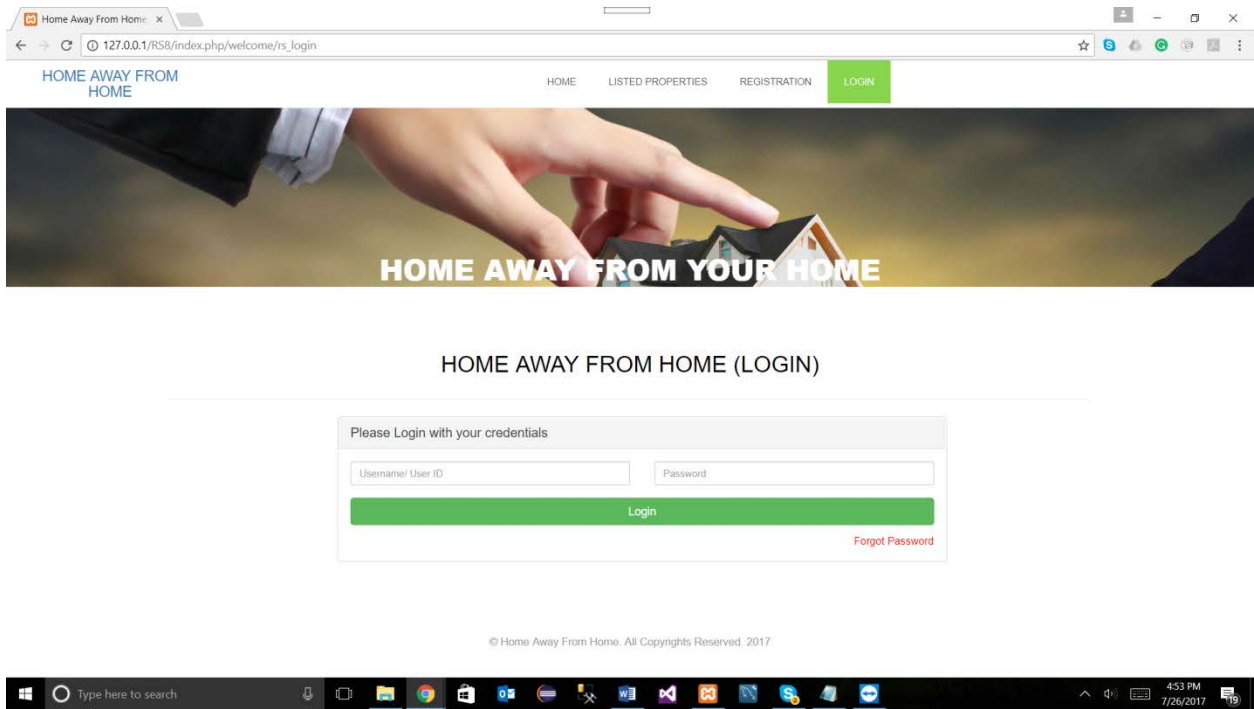 Home Away From Home
127.0.0.1/RS8/index.php/welcome/rs_login
HOME AWAY FROM
HOME
HOME LISTED PROPERTIES REGISTRATION LOGIN
HOME AWAY FROM YOUR HOME
HOME AWAY FROM HOME (LOGIN)
Please Login with your credentials
Username/ User ID Password
Login
Forgot Password
© Home Away From Home. All Copyrights Reserved. 2017
Type here to search
4:53 PM
7/26/2017
19